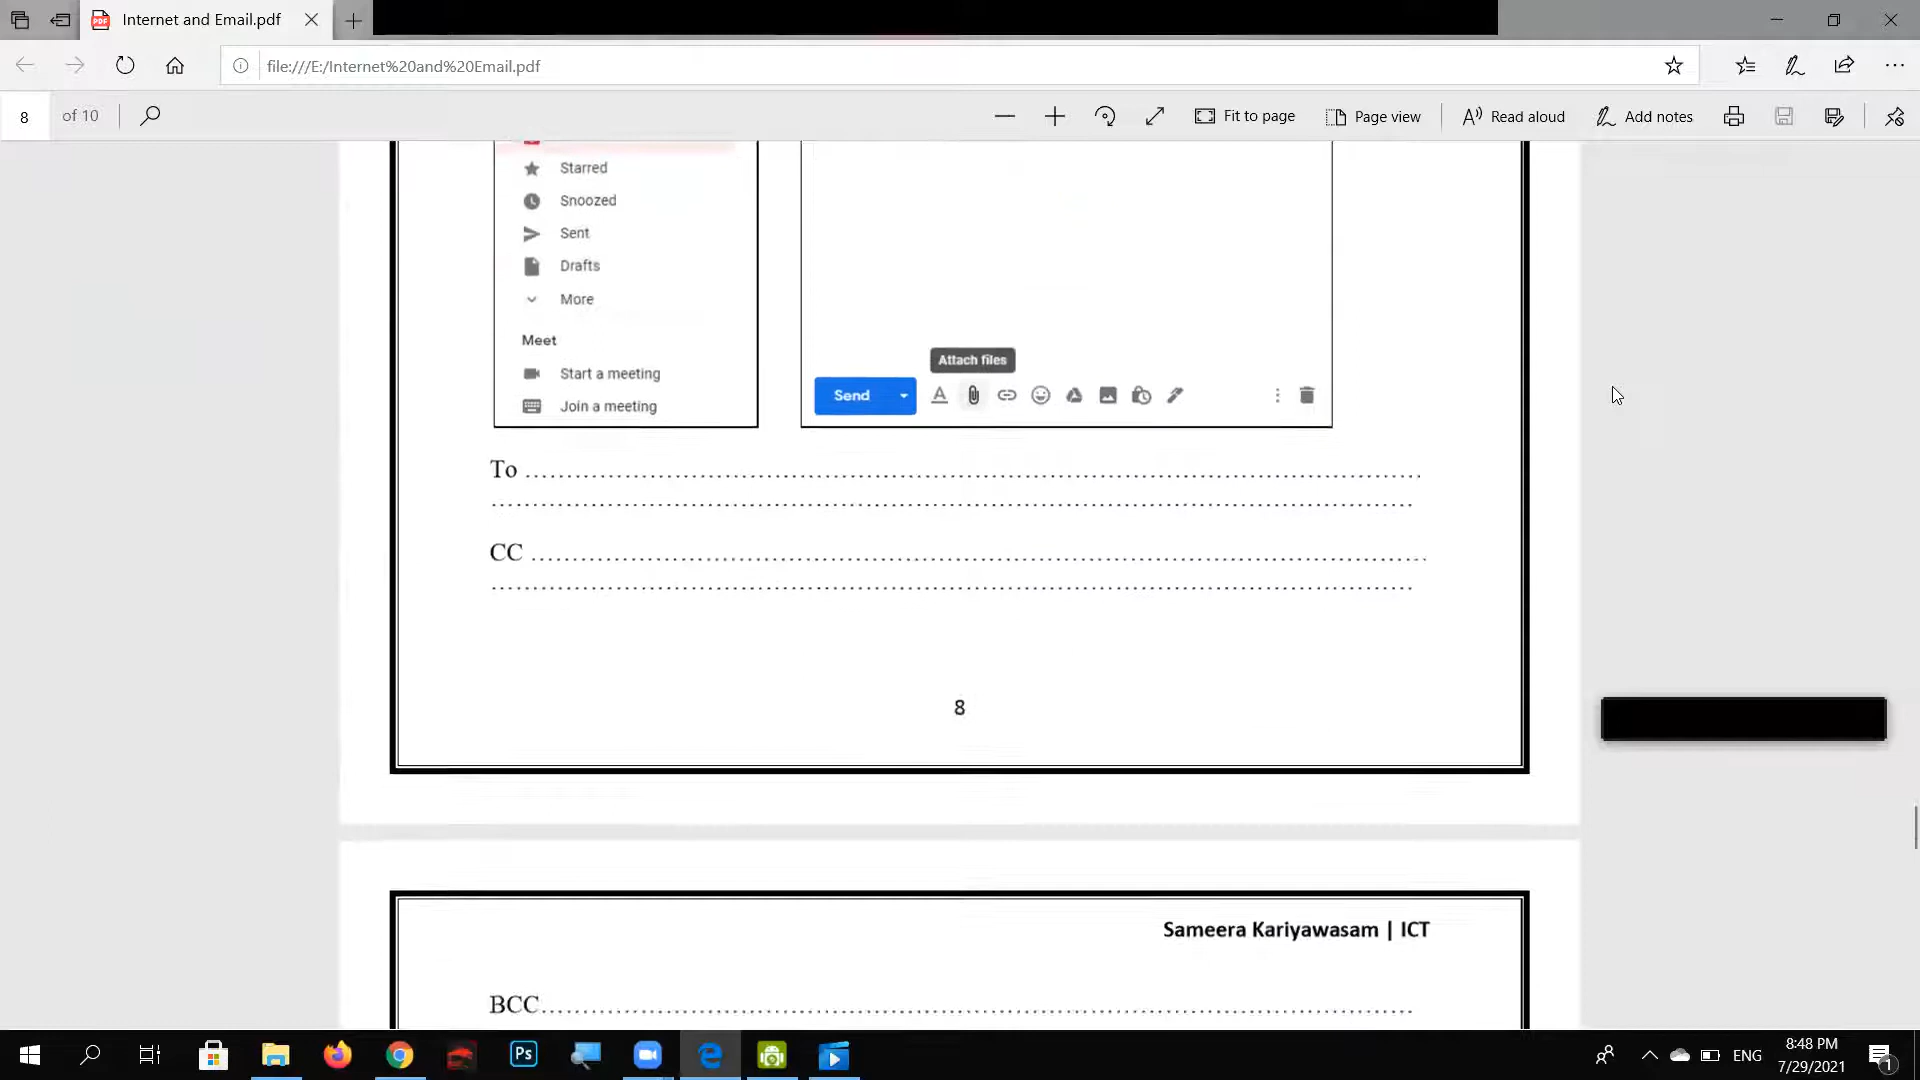 Internet and Email.pdf
file:///E:/Internet%20and%20Email.pdf
8 of 10
Fit to page
Page view
Read aloud
Add notes
Starred
Snoozed
Sent
Drafts
More
Meet
Start a meeting
Join a meeting
Attach files
Send
To ..........................................................................................
..........................................................................................
CC ..........................................................................................
..........................................................................................
8
Sameera Kariyawasam | ICT
BCC..........................................................................................
Ps
ENG
8:48 PM
7/29/2021
1